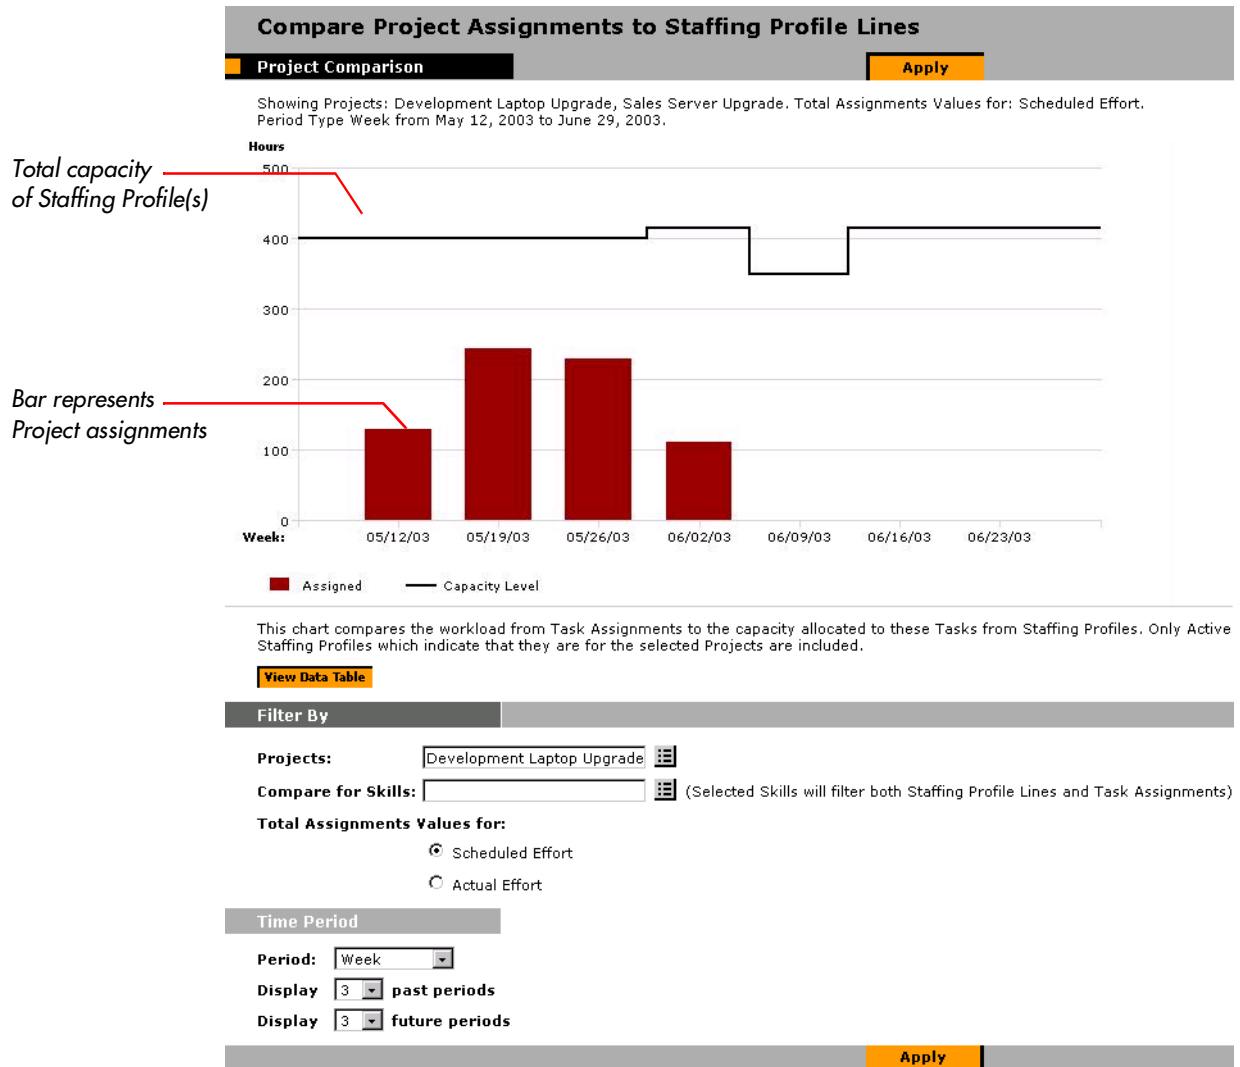 Compare Project Assignments to Staffing Profile Lines
Project Comparison
Apply
Showing Projects: Development Laptop Upgrade, Sales Server Upgrade. Total Assignments Values for: Scheduled Effort.
Period Type Week from May 12, 2003 to June 29, 2003.
Hours
Total capacity
of Staffing Profile(s)
500
400
300
200
Bar represents
Project assignments
100
0
Week: 05/12/03 05/19/03 05/26/03 06/02/03 06/09/03 06/16/03 06/23/03
Assigned Capacity Level
This chart compares the workload from Task Assignments to the capacity allocated to these Tasks from Staffing Profiles. Only Active
Staffing Profiles which indicate that they are for the selected Projects are included.
View Data Table
Filter By
Projects: Development Laptop Upgrade
Compare for Skills: (Selected Skills will filter both Staffing Profile Lines and Task Assignments)
Total Assignments Values for:
Scheduled Effort
Actual Effort
Time Period
Period: Week
Display 3 past periods
Display 3 future periods
Apply